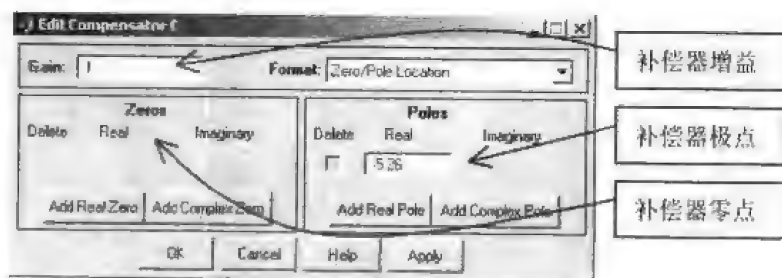 Edit Compensator C
Gain: 1
Format: Zero/Pole Location
补偿器增益
Zeros
Delete Real Imaginary
Add Real Zero Add Complex Zero
Poles
Delete Real Imaginary
-5.26
Add Real Pole Add Complex Pole
补偿器极点
补偿器零点
OK Cancel Help Apply